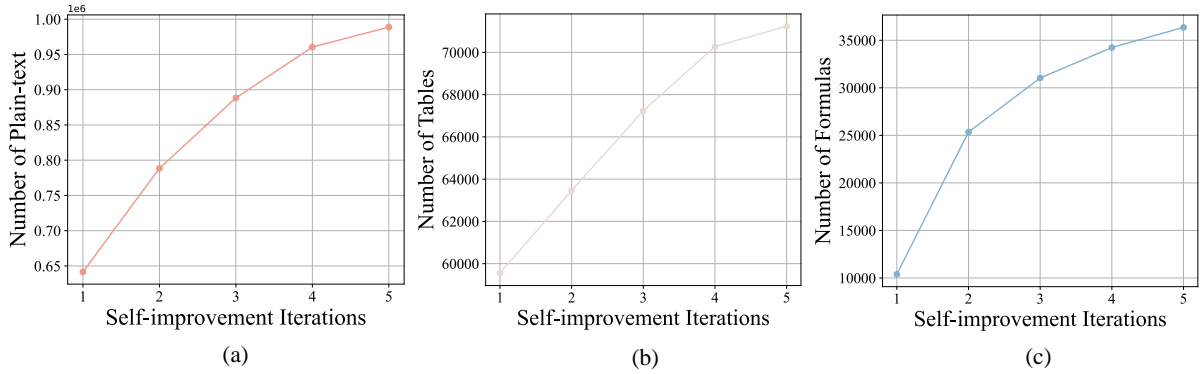 1e6
1.00
0.95
0.90
0.85
0.80
0.75
0.70
0.65
Number of Plain-text
1 2 3 4 5
Self-improvement Iterations
(a)
70000
68000
66000
64000
62000
60000
Number of Tables
1 2 3 4 5
Self-improvement Iterations
(b)
35000
30000
25000
20000
15000
10000
Number of Formulas
1 2 3 4 5
Self-improvement Iterations
(c)